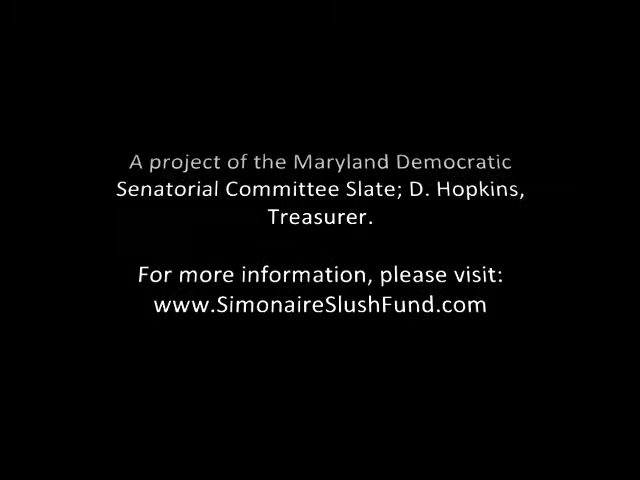 A project of the Maryland Democratic
Senatorial Committee Slate; D. Hopkins,
Treasurer.
For more information, please visit:
www.SimonaireSlushFund.com